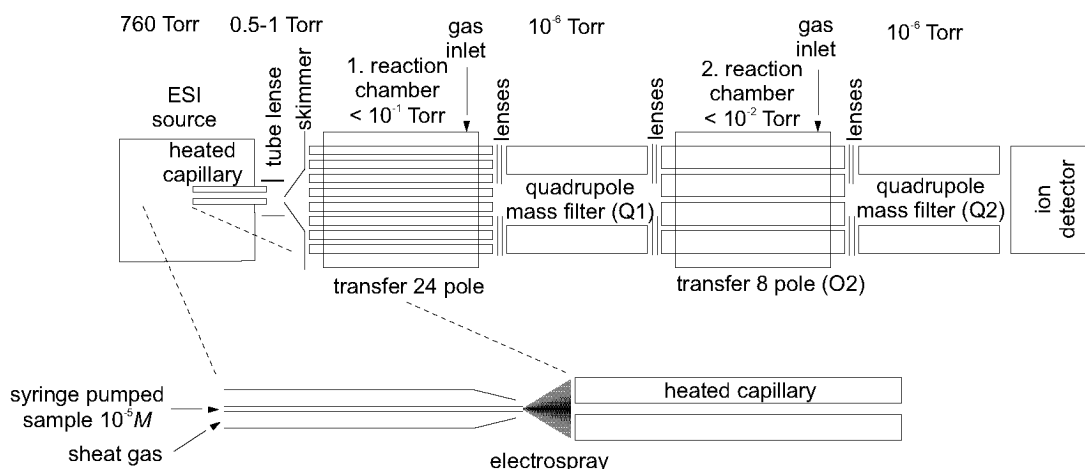 760 Torr
0.5-1 Torr
gas
inlet
10⁻⁶ Torr
gas
inlet
10⁻⁶ Torr
ESI
source
heated
capillary
tube lense
skimmer
1. reaction
chamber
< 10⁻¹ Torr
lenses
lenses
2. reaction
chamber
< 10⁻² Torr
lenses
quadrupole
mass filter (Q1)
quadrupole
mass filter (Q2)
ion
detector
transfer 24 pole
transfer 8 pole (O2)
syringe pumped
sample 10⁻⁵M
sheat gas
heated capillary
electrospray